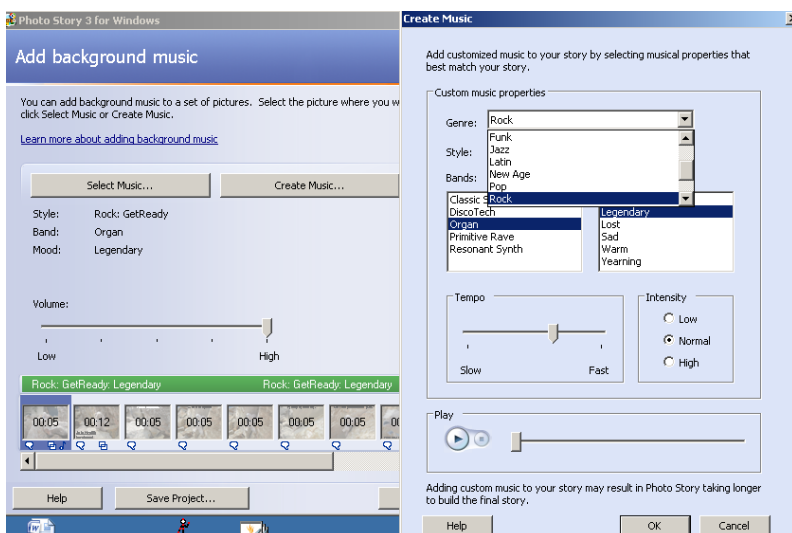 Photo Story 3 for Windows
Add background music
You can add background music to a set of pictures. Select the picture where you w
click Select Music or Create Music.
Learn more about adding background music
Select Music...
Create Music...
Style: Rock: GetReady
Band: Organ
Mood: Legendary
Volume:
Low High
Rock: GetReady: Legendary Rock: GetReady: Legendary
00:05 00:12 00:05 00:05 00:05 00:05 00:05
Help
Save Project...
Create Music
Add customized music to your story by selecting musical properties that
best match your story.
Custom music properties
Genre: Rock
Funk
Style: Jazz
Latin
Bands: New Age
Pop
Rock
Classic S
DiscoTech
Organ
Primitive Rave
Resonant Synth
Legendary
Lost
Sad
Warm
Yearning
Tempo
Slow Fast
Intensity
Low
Normal
High
Play
Adding custom music to your story may result in Photo Story taking longer
to build the final story.
Help
OK
Cancel